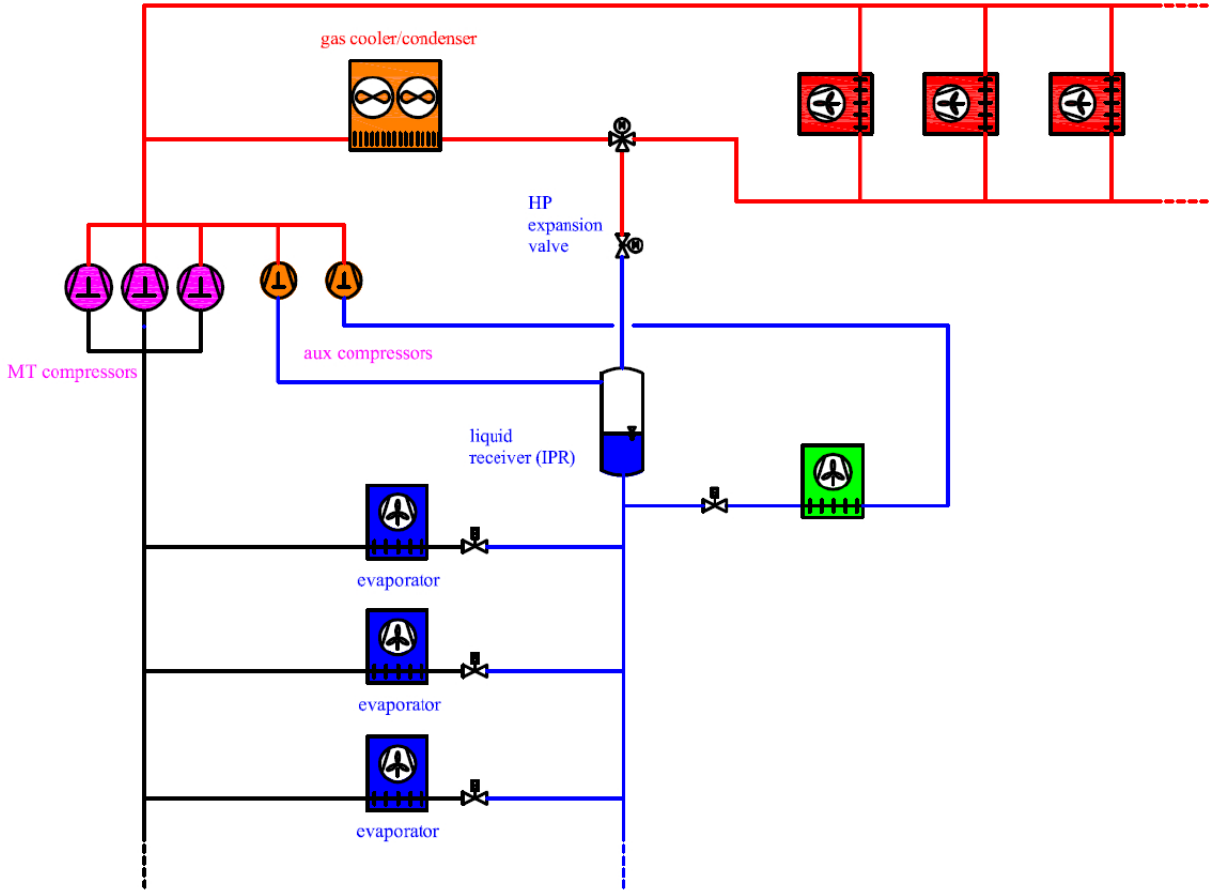 gas cooler/condenser
HP
expansion
valve
aux compressors
MT compressors
liquid
receiver (IPR)
evaporator
evaporator
evaporator